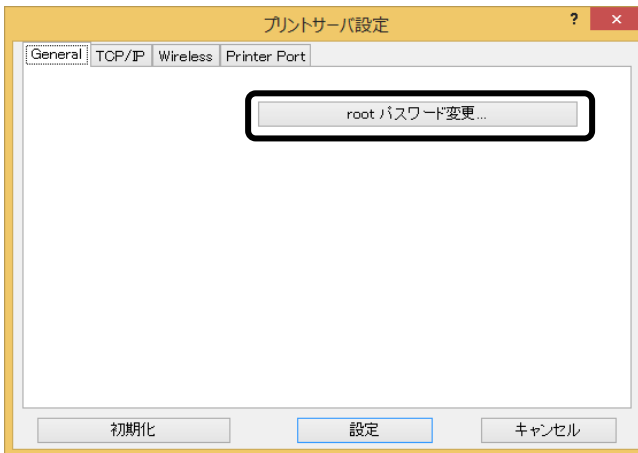 プリントサーバ設定 ? ×
General TCP/IP Wireless Printer Port
root パスワード変更...
初期化 設定 キャンセル